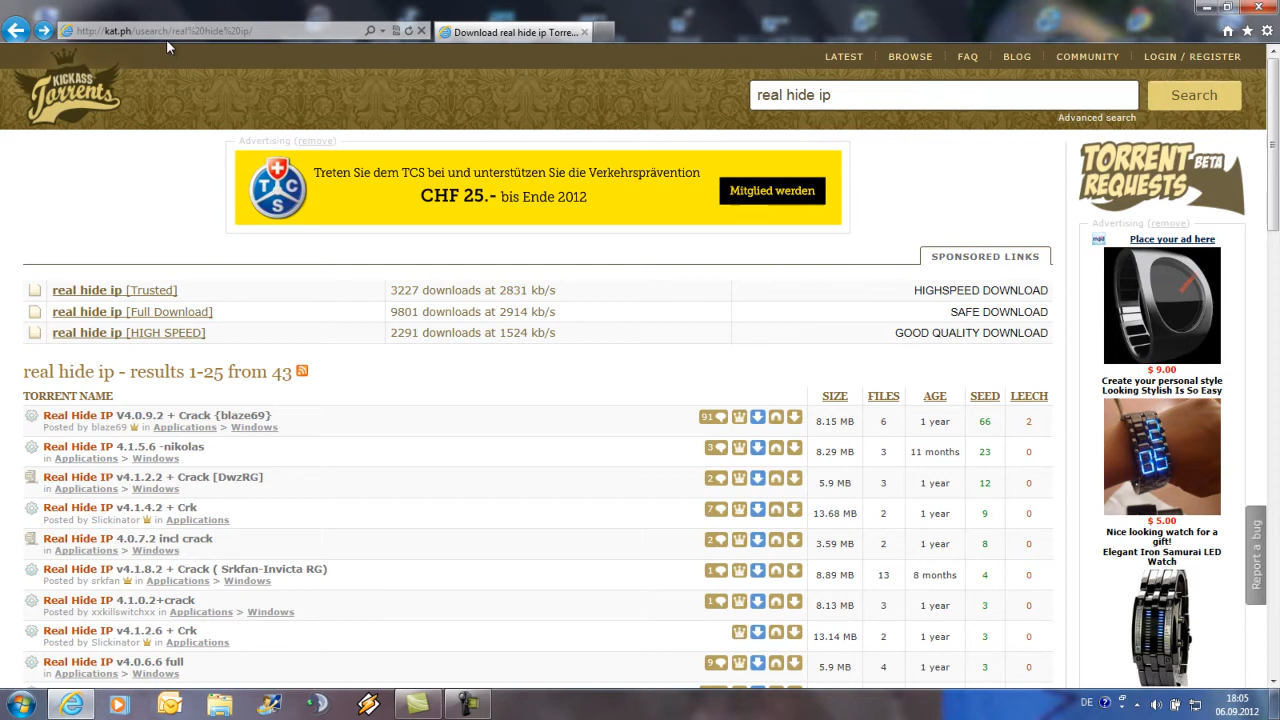 http://kat.ph/usearch/real%20hide%20ip/
Download real hide ip Torre...
KICKASS
Torrents
LATEST
BROWSE
FAQ
BLOG
COMMUNITY
LOGIN / REGISTER
real hide ip
Search
Advanced search
Advertising (remove)
TCS
Treten Sie dem TCS bei und unterstützen Sie die Verkehrsprävention
CHF 25.- bis Ende 2012
Mitglied werden
TORRENT BETA
REQUESTS
Advertising (remove)
mgid
Place your ad here
$ 9.00
Create your personal style
Looking Stylish Is So Easy
$ 5.00
Nice looking watch for a
gift!
Elegant Iron Samurai LED
Watch
Report a bug
SPONSORED LINKS
real hide ip [Trusted] 3227 downloads at 2831 kb/s HIGHSPEED DOWNLOAD
real hide ip [Full Download] 9801 downloads at 2914 kb/s SAFE DOWNLOAD
real hide ip [HIGH SPEED] 2291 downloads at 1524 kb/s GOOD QUALITY DOWNLOAD
real hide ip - results 1-25 from 43
TORRENT NAME SIZE FILES AGE SEED LEECH
Real Hide IP V4.0.9.2 + Crack {blaze69} 91 8.15 MB 6 1 year 66 2
Posted by blaze69 in Applications > Windows
Real Hide IP 4.1.5.6 -nikolas 3 8.29 MB 3 11 months 23 0
in Applications > Windows
Real Hide IP v4.1.2.2 + Crack [DwzRG] 2 5.9 MB 3 1 year 12 0
in Applications > Windows
Real Hide IP v4.1.4.2 + Crk 7 13.68 MB 2 1 year 9 0
Posted by Slickinator in Applications
Real Hide IP 4.0.7.2 incl crack 2 3.59 MB 2 1 year 8 0
in Applications > Windows
Real Hide IP v4.1.8.2 + Crack ( Srkfan-Invicta RG) 1 8.89 MB 13 8 months 4 0
Posted by srkfan in Applications > Windows
Real Hide IP 4.1.0.2+crack 1 8.13 MB 3 1 year 3 0
Posted by xxkillswitchxx in Applications > Windows
Real Hide IP v4.1.2.6 + Crk 13.14 MB 2 1 year 3 0
Posted by Slickinator in Applications
Real Hide IP v4.0.6.6 full 9 5.9 MB 4 1 year 3 0
in Applications > Windows
DE
18:05
06.09.2012